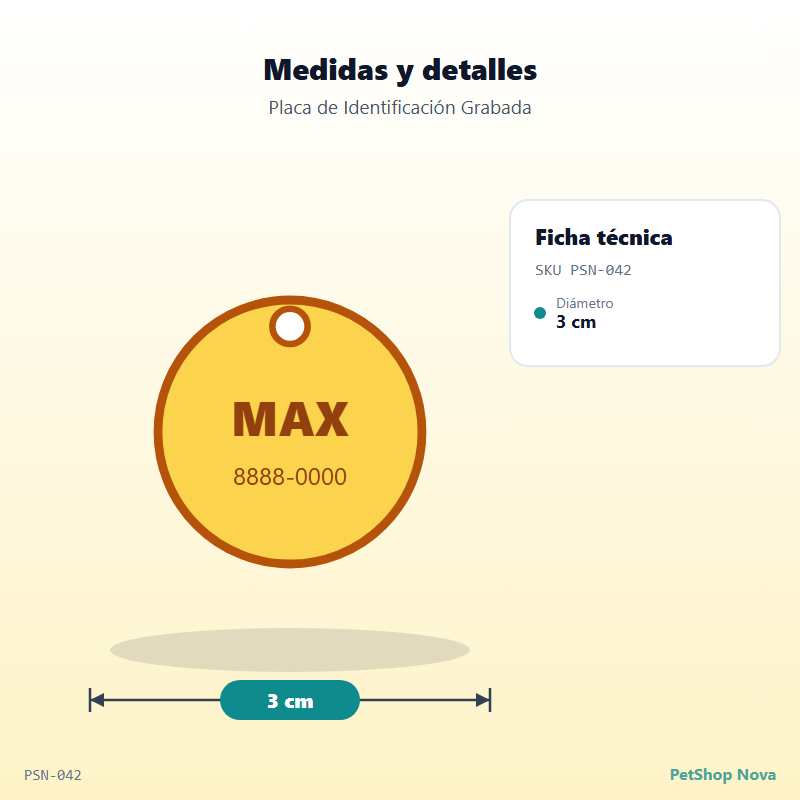 Medidas y detalles
Placa de Identificación Grabada
Ficha técnica
SKU PSN-042
Diámetro
3 cm
MAX
8888-0000
3 cm
PSN-042
PetShop Nova